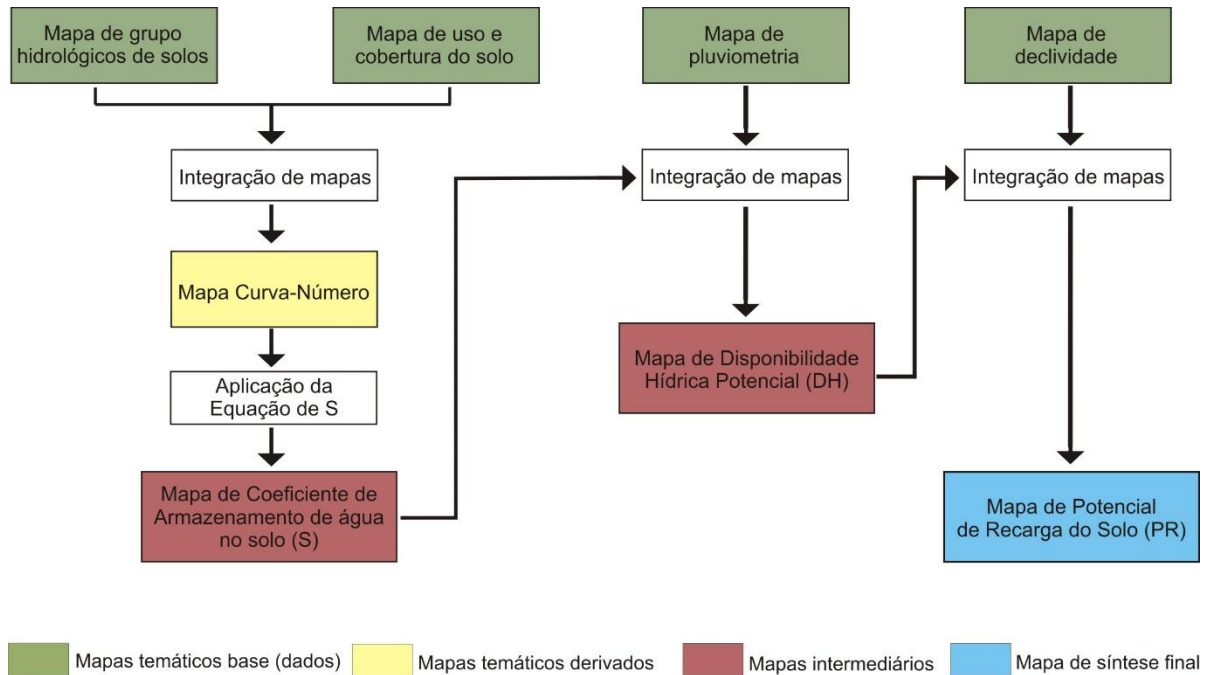 Mapa de grupo
hidrológicos de solos
Mapa de uso e
cobertura do solo
Mapa de
pluviometria
Mapa de
declividade
Integração de mapas
Integração de mapas
Integração de mapas
Mapa Curva-Número
Aplicação da
Equação de S
Mapa de Disponibilidade
Hídrica Potencial (DH)
Mapa de Coeficiente de
Armazenamento de água
no solo (S)
Mapa de Potencial
de Recarga do Solo (PR)
Mapas temáticos base (dados)
Mapas temáticos derivados
Mapas intermediários
Mapa de síntese final